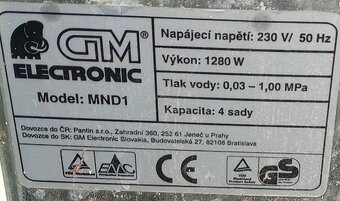 GM®
ELECTRONIC
Model: MND1
Napájecí napětí: 230 V/ 50 Hz
Výkon: 1280 W
Tlak vody: 0,03 – 1,00 MPa
Kapacita: 4 sady
Dovozce do ČR: Pantin s.r.o., Zahradní 360, 252 61 Jeneč u Prahy
Dovozce do SK: GM Electronic Slovakia, Budovatelská 27, 82108 Bratislava
EMC
CE
TÜV
GS